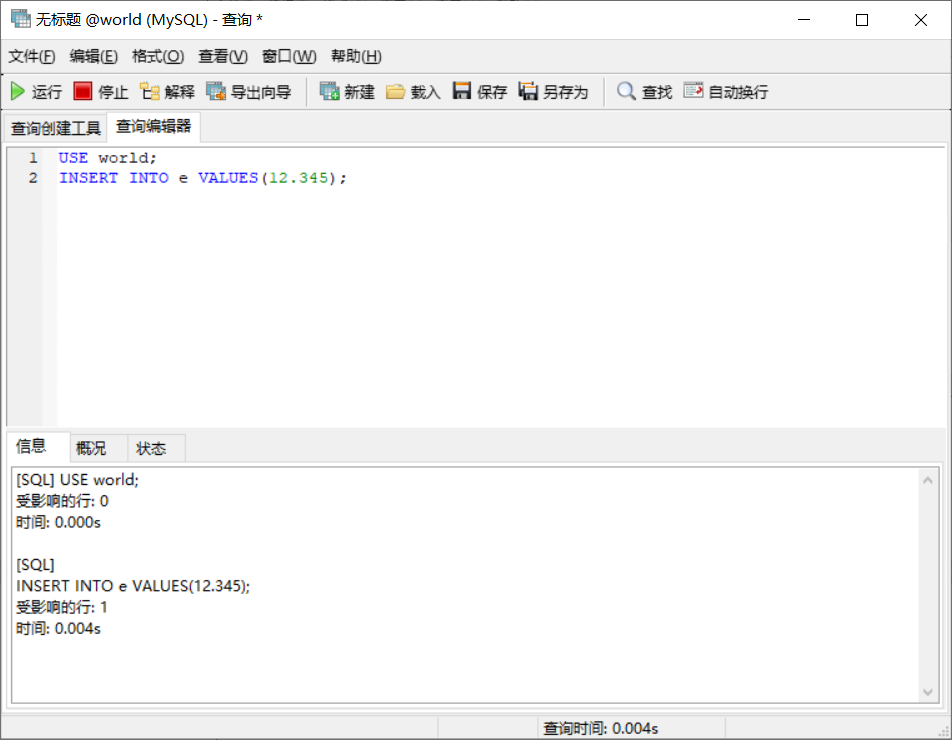 无标题 @world (MySQL) - 查询 *
文件(F) 编辑(E) 格式(O) 查看(V) 窗口(W) 帮助(H)
运行 停止 解释 导出向导 新建 载入 保存 另存为 查找 自动换行
查询创建工具 查询编辑器
1 USE world;
2 INSERT INTO e VALUES(12.345);
信息 概况 状态
[SQL] USE world;
受影响的行: 0
时间: 0.000s
[SQL]
INSERT INTO e VALUES(12.345);
受影响的行: 1
时间: 0.004s
查询时间: 0.004s